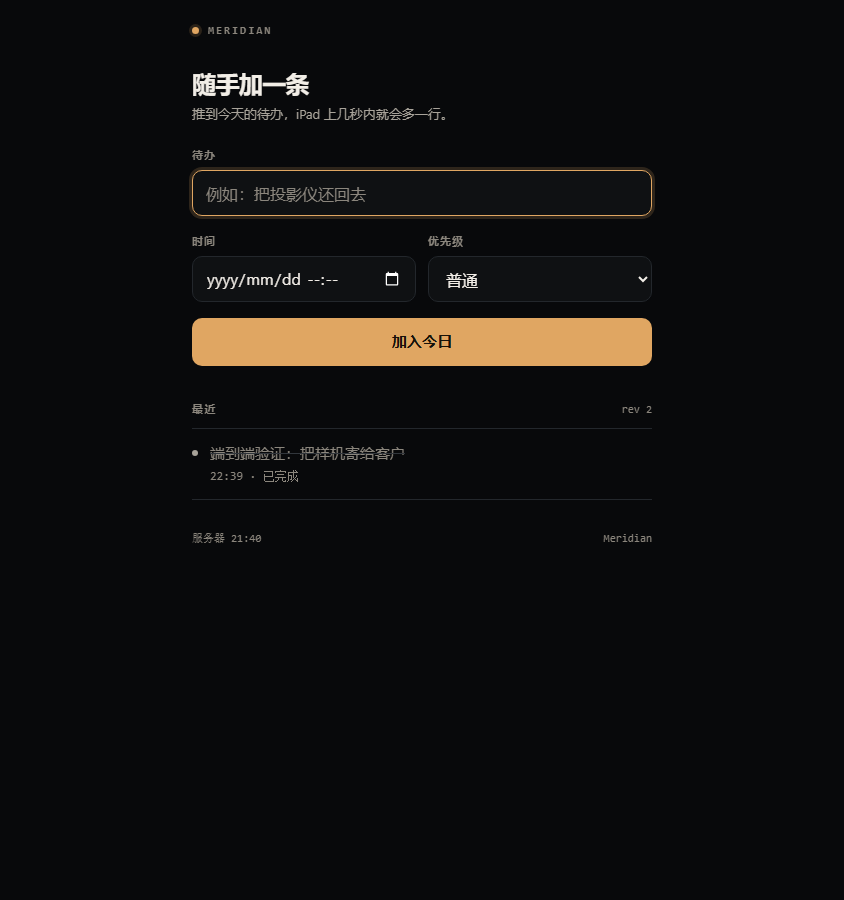 MERIDIAN
随手加一条
推到今天的待办，iPad 上几秒内就会多一行。
待办
例如：把投影仪还回去
时间
优先级
yyyy/mm/dd --:--
普通
加入今日
最近
rev 2
端到端验证：把样机寄给客户
22:39 · 已完成
服务器 21:40
Meridian